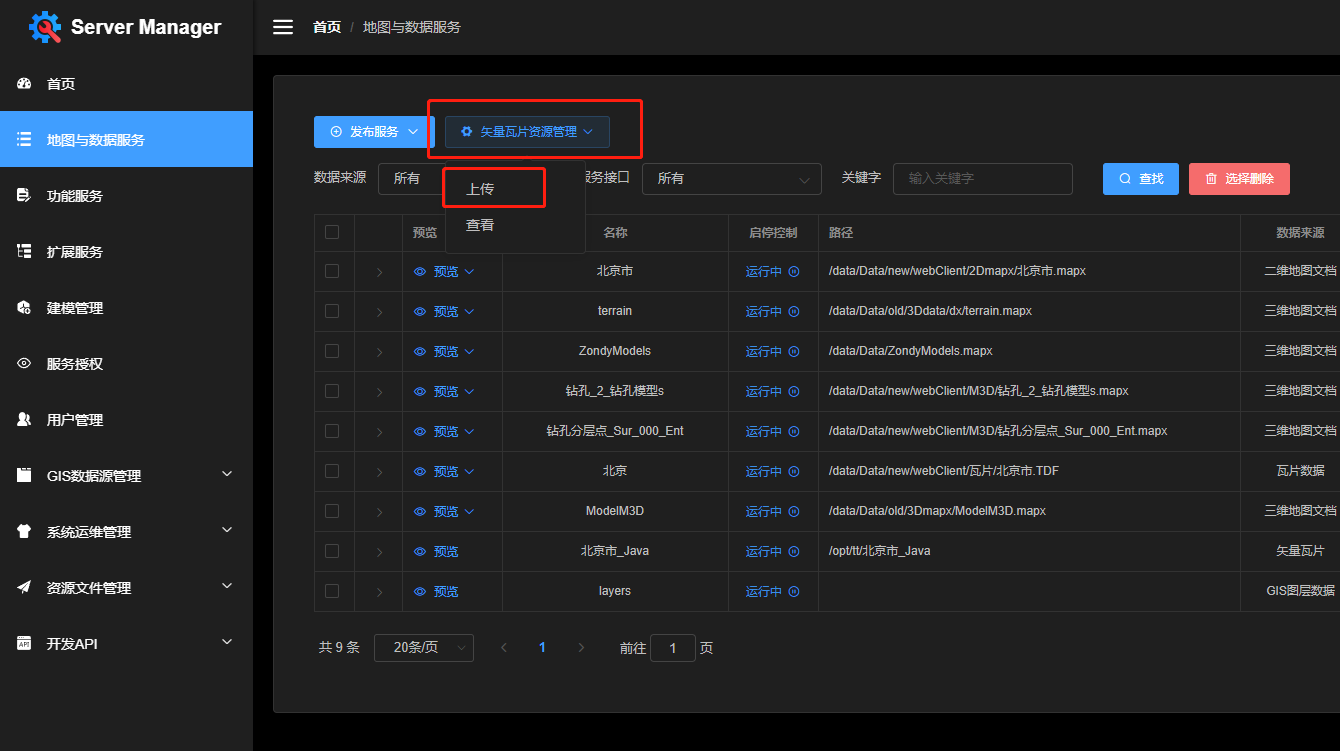 Server Manager
首页 / 地图与数据服务
首页
地图与数据服务
功能服务
扩展服务
建模管理
服务授权
用户管理
GIS数据源管理
系统运维管理
资源文件管理
开发API
发布服务 矢量瓦片资源管理
上传
查看
数据来源 所有 服务接口 所有 关键字 输入关键字 查找 选择删除
预览 名称 启停控制 路径 数据来源
预览 北京市 运行中 /data/Data/new/webClient/2Dmapx/北京市.mapx 二维地图文档
预览 terrain 运行中 /data/Data/old/3Ddata/dx/terrain.mapx 三维地图文档
预览 ZondyModels 运行中 /data/Data/ZondyModels.mapx 三维地图文档
预览 钻孔_2_钻孔模型s 运行中 /data/Data/new/webClient/M3D/钻孔_2_钻孔模型s.mapx 三维地图文档
预览 钻孔分层点_Sur_000_Ent 运行中 /data/Data/new/webClient/M3D/钻孔分层点_Sur_000_Ent.mapx 三维地图文档
预览 北京 运行中 /data/Data/new/webClient/瓦片/北京市.TDF 瓦片数据
预览 ModelM3D 运行中 /data/Data/old/3Dmapx/ModelM3D.mapx 三维地图文档
预览 北京市_Java 运行中 /opt/tt/北京市_Java 矢量瓦片
预览 layers 运行中 GIS图层数据
共 9 条 20条/页 1 前往 1 页